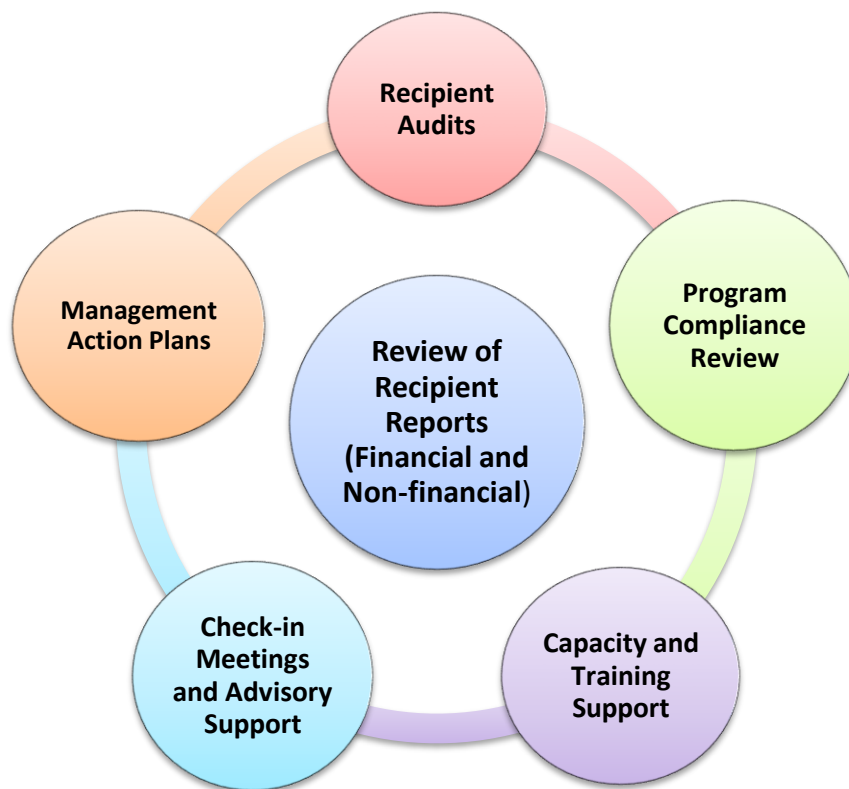 Recipient
Audits
Program
Compliance
Review
Capacity and
Training
Support
Check-in
Meetings
and Advisory
Support
Management
Action Plans
Review of
Recipient
Reports
(Financial and
Non-financial)